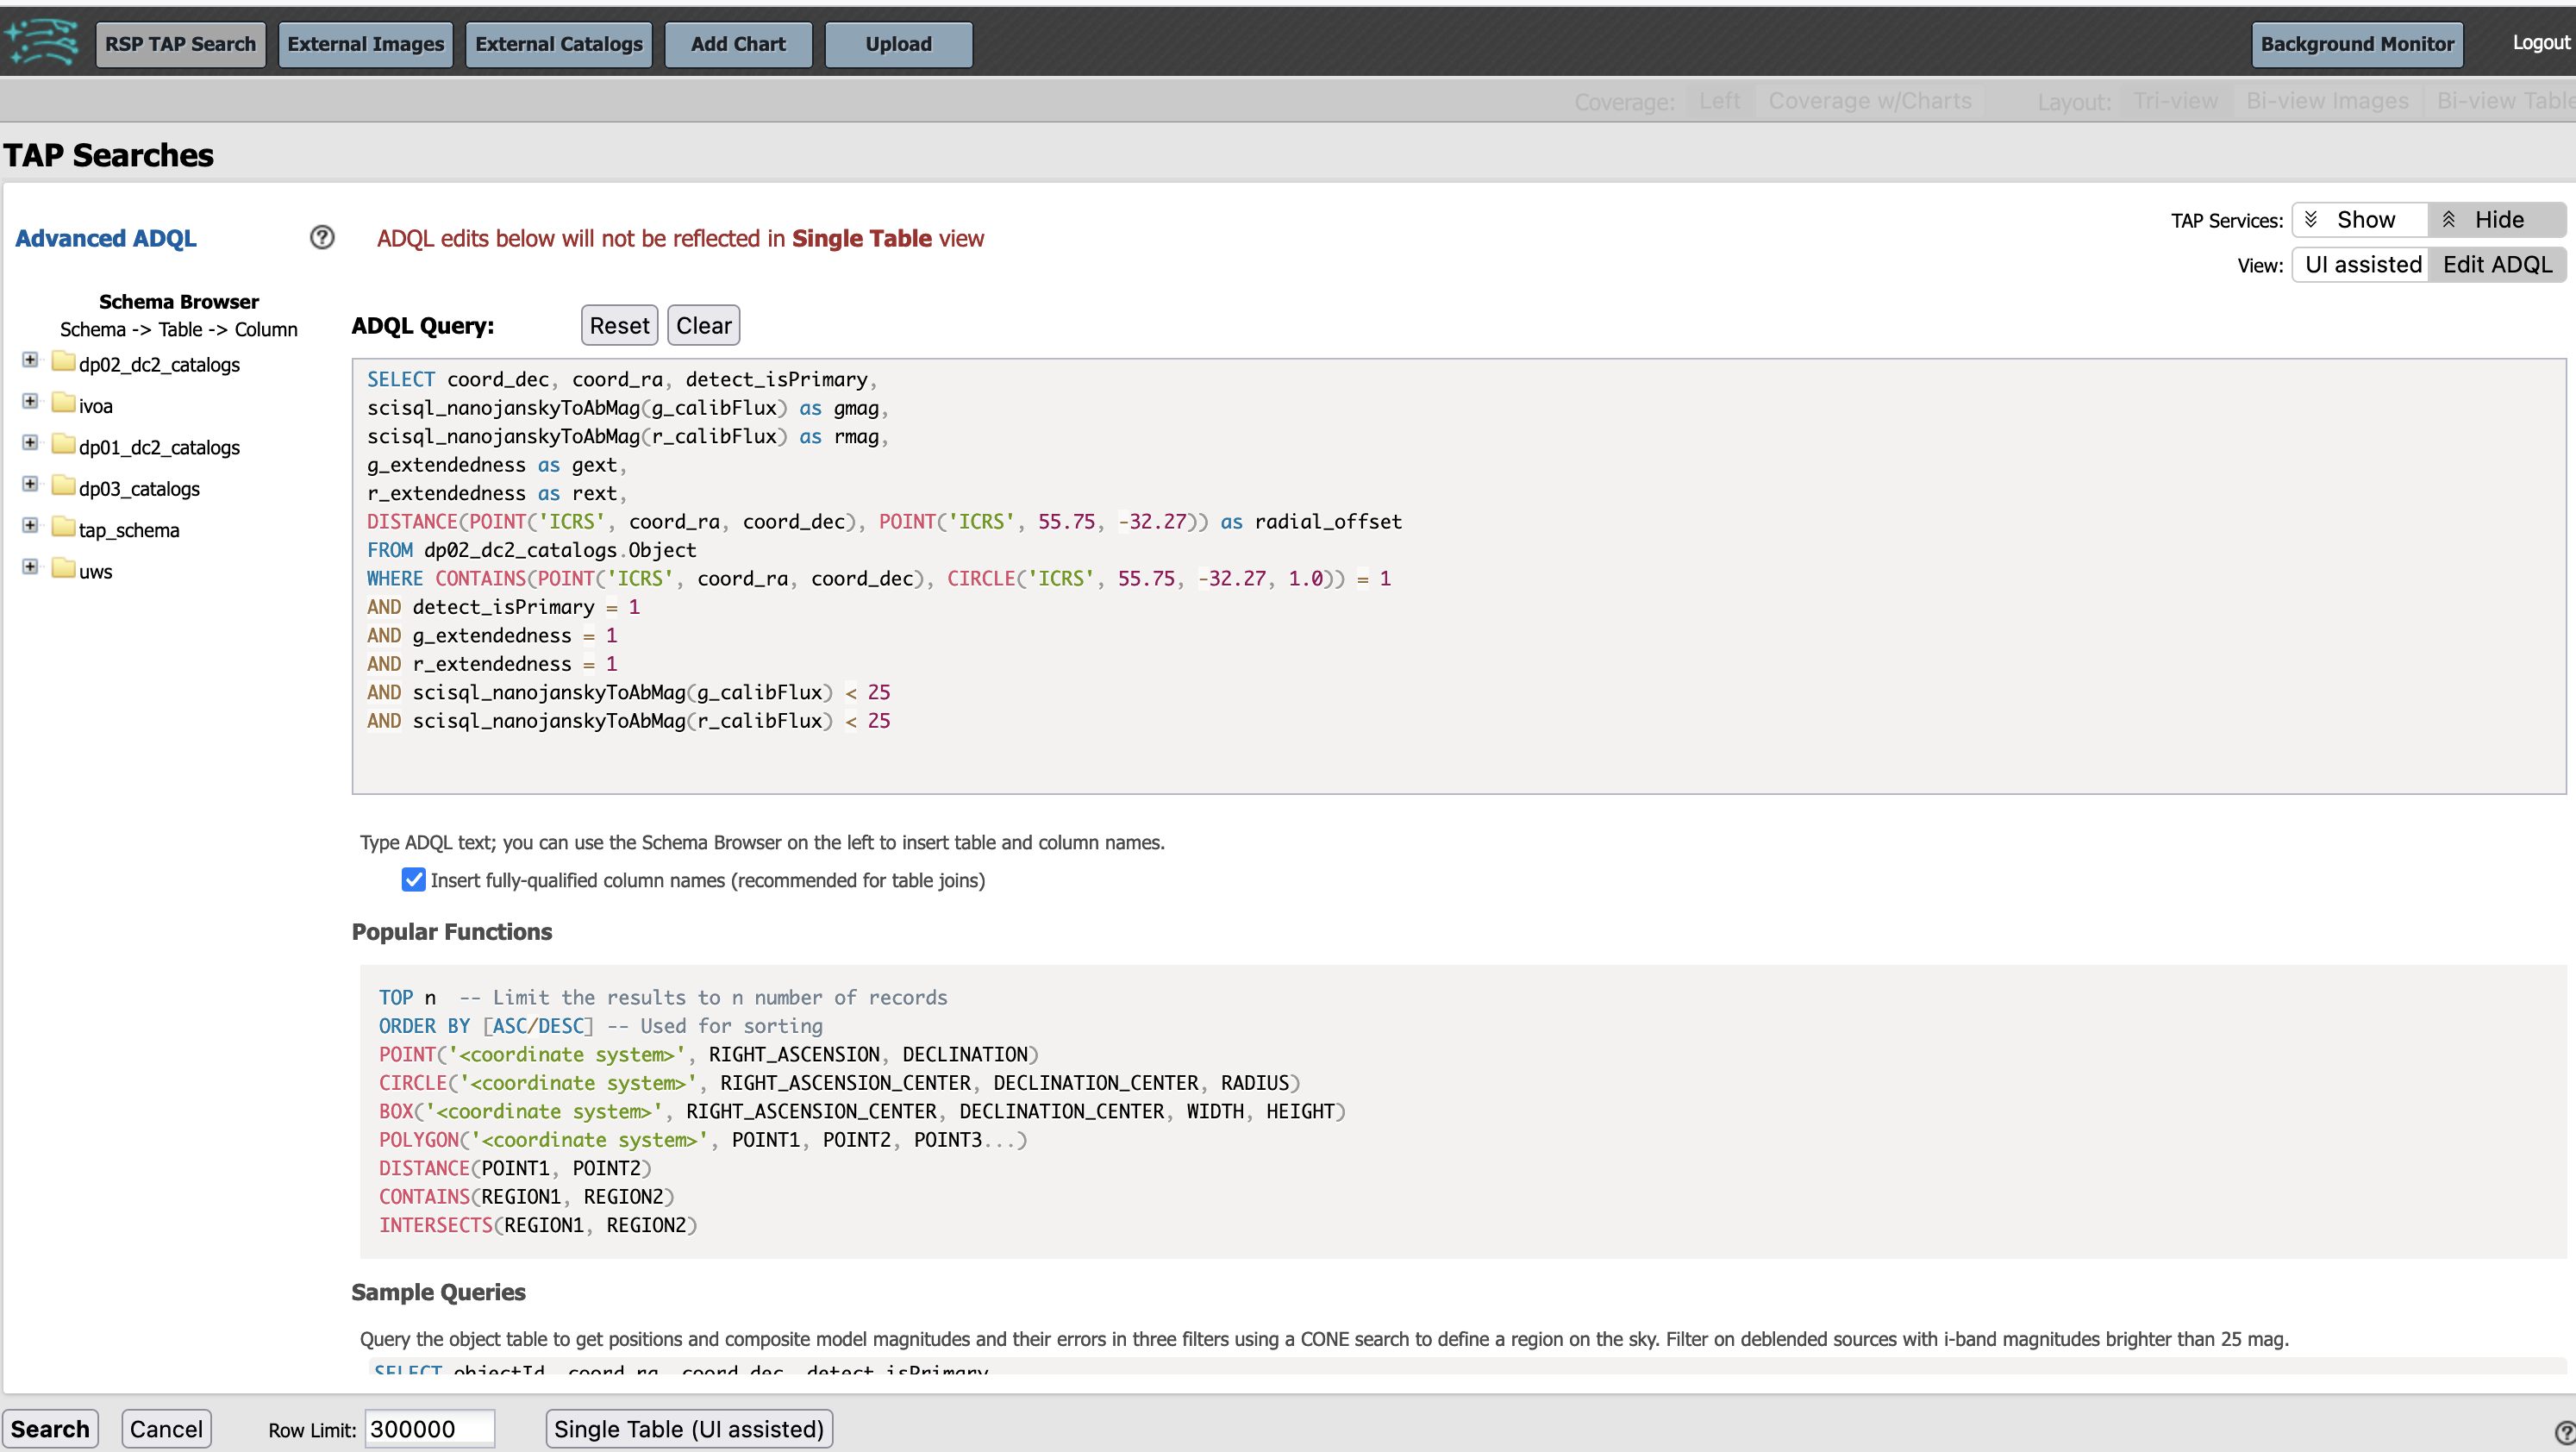 RSP TAP Search External Images External Catalogs Add Chart Upload Background Monitor Logout
Coverage: Left Coverage w/Charts Layout: Tri-view Bi-view Images Bi-view Table
TAP Searches
TAP Services: Show Hide
Advanced ADQL ADQL edits below will not be reflected in Single Table view
View: UI assisted Edit ADQL
Schema Browser
Schema -> Table -> Column
dp02_dc2_catalogs
ivoa
dp01_dc2_catalogs
dp03_catalogs
tap_schema
uws
ADQL Query: Reset Clear
SELECT coord_dec, coord_ra, detect_isPrimary,
scisql_nanojanskyToAbMag(g_calibFlux) as gmag,
scisql_nanojanskyToAbMag(r_calibFlux) as rmag,
g_extendedness as gext,
r_extendedness as rext,
DISTANCE(POINT('ICRS', coord_ra, coord_dec), POINT('ICRS', 55.75, -32.27)) as radial_offset
FROM dp02_dc2_catalogs.Object
WHERE CONTAINS(POINT('ICRS', coord_ra, coord_dec), CIRCLE('ICRS', 55.75, -32.27, 1.0)) = 1
AND detect_isPrimary = 1
AND g_extendedness = 1
AND r_extendedness = 1
AND scisql_nanojanskyToAbMag(g_calibFlux) < 25
AND scisql_nanojanskyToAbMag(r_calibFlux) < 25
Type ADQL text; you can use the Schema Browser on the left to insert table and column names.
Insert fully-qualified column names (recommended for table joins)
Popular Functions
TOP n -- Limit the results to n number of records
ORDER BY [ASC/DESC] -- Used for sorting
POINT('<coordinate system>', RIGHT_ASCENSION, DECLINATION)
CIRCLE('<coordinate system>', RIGHT_ASCENSION_CENTER, DECLINATION_CENTER, RADIUS)
BOX('<coordinate system>', RIGHT_ASCENSION_CENTER, DECLINATION_CENTER, WIDTH, HEIGHT)
POLYGON('<coordinate system>', POINT1, POINT2, POINT3...)
DISTANCE(POINT1, POINT2)
CONTAINS(REGION1, REGION2)
INTERSECTS(REGION1, REGION2)
Sample Queries
Query the object table to get positions and composite model magnitudes and their errors in three filters using a CONE search to define a region on the sky. Filter on deblended sources with i-band magnitudes brighter than 25 mag.
SELECT objectId, coord_ra, coord_dec, detect_isPrimary
Search Cancel Row Limit: 300000 Single Table (UI assisted)